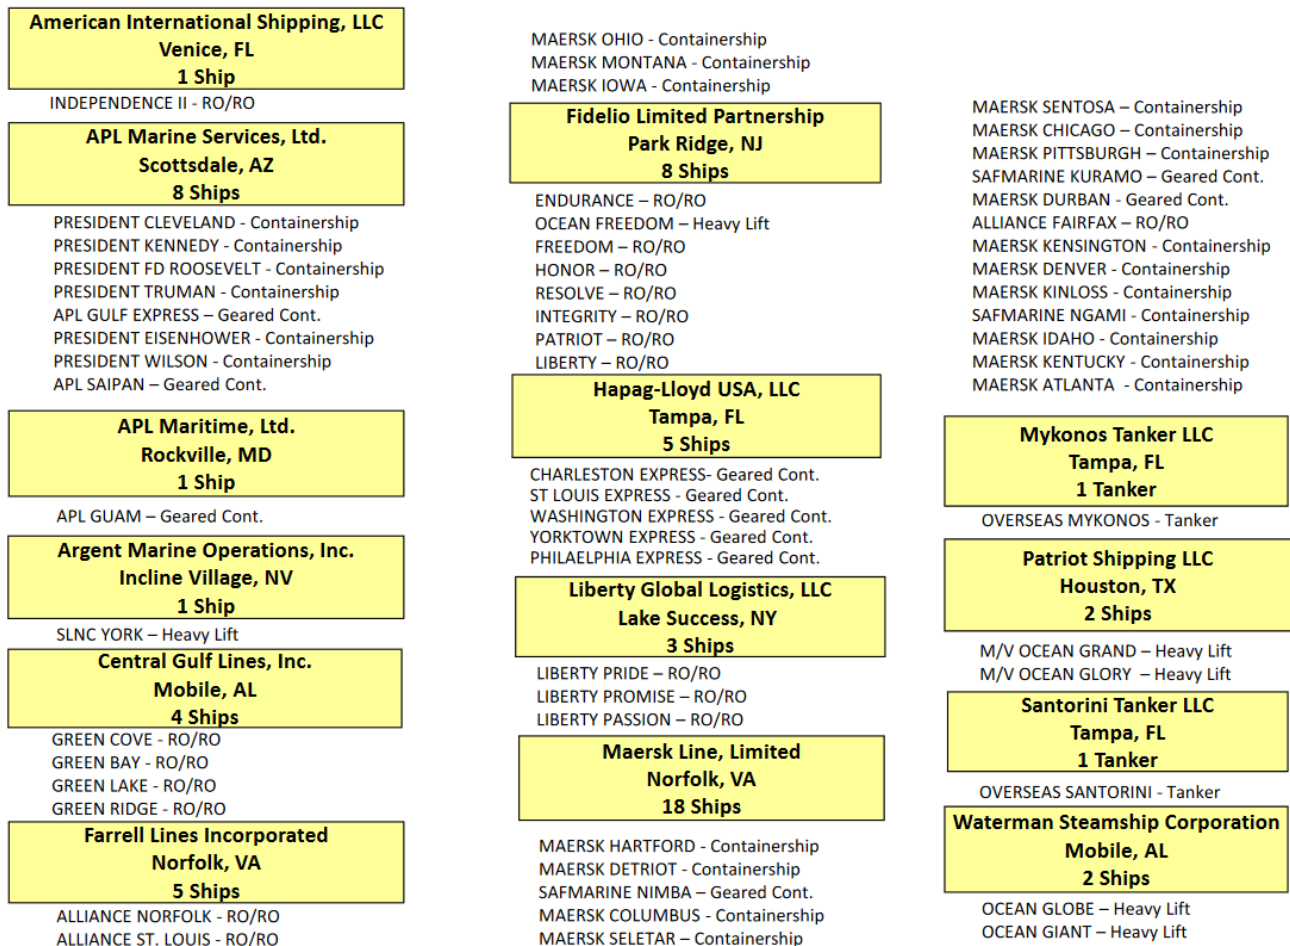 American International Shipping, LLC
Venice, FL
1 Ship
INDEPENDENCE II - RO/RO
APL Marine Services, Ltd.
Scottsdale, AZ
8 Ships
PRESIDENT CLEVELAND - Containership
PRESIDENT KENNEDY - Containership
PRESIDENT FD ROOSEVELT - Containership
PRESIDENT TRUMAN - Containership
APL GULF EXPRESS – Geared Cont.
PRESIDENT EISENHOWER - Containership
PRESIDENT WILSON - Containership
APL SAIPAN – Geared Cont.
APL Maritime, Ltd.
Rockville, MD
1 Ship
APL GUAM – Geared Cont.
Argent Marine Operations, Inc.
Incline Village, NV
1 Ship
SLNC YORK – Heavy Lift
Central Gulf Lines, Inc.
Mobile, AL
4 Ships
GREEN COVE - RO/RO
GREEN BAY - RO/RO
GREEN LAKE - RO/RO
GREEN RIDGE - RO/RO
Farrell Lines Incorporated
Norfolk, VA
5 Ships
ALLIANCE NORFOLK - RO/RO
ALLIANCE ST. LOUIS - RO/RO
MAERSK OHIO - Containership
MAERSK MONTANA - Containership
MAERSK IOWA - Containership
Fidelio Limited Partnership
Park Ridge, NJ
8 Ships
ENDURANCE – RO/RO
OCEAN FREEDOM – Heavy Lift
FREEDOM – RO/RO
HONOR – RO/RO
RESOLVE – RO/RO
INTEGRITY – RO/RO
PATRIOT – RO/RO
LIBERTY – RO/RO
Hapag-Lloyd USA, LLC
Tampa, FL
5 Ships
CHARLESTON EXPRESS- Geared Cont.
ST LOUIS EXPRESS - Geared Cont.
WASHINGTON EXPRESS - Geared Cont.
YORKTOWN EXPRESS - Geared Cont.
PHILAELPHIA EXPRESS - Geared Cont.
Liberty Global Logistics, LLC
Lake Success, NY
3 Ships
LIBERTY PRIDE – RO/RO
LIBERTY PROMISE – RO/RO
LIBERTY PASSION – RO/RO
Maersk Line, Limited
Norfolk, VA
18 Ships
MAERSK HARTFORD - Containership
MAERSK DETRIOT - Containership
SAFMARINE NIMBA – Geared Cont.
MAERSK COLUMBUS - Containership
MAERSK SELETAR – Containership
MAERSK SENTOSA – Containership
MAERSK CHICAGO – Containership
MAERSK PITTSBURGH – Containership
SAFMARINE KURAMO – Geared Cont.
MAERSK DURBAN - Geared Cont.
ALLIANCE FAIRFAX – RO/RO
MAERSK KENSINGTON - Containership
MAERSK DENVER - Containership
MAERSK KINLOSS - Containership
SAFMARINE NGAMI - Containership
MAERSK IDAHO - Containership
MAERSK KENTUCKY - Containership
MAERSK ATLANTA - Containership
Mykonos Tanker LLC
Tampa, FL
1 Tanker
OVERSEAS MYKONOS - Tanker
Patriot Shipping LLC
Houston, TX
2 Ships
M/V OCEAN GRAND – Heavy Lift
M/V OCEAN GLORY – Heavy Lift
Santorini Tanker LLC
Tampa, FL
1 Tanker
OVERSEAS SANTORINI - Tanker
Waterman Steamship Corporation
Mobile, AL
2 Ships
OCEAN GLOBE – Heavy Lift
OCEAN GIANT – Heavy Lift